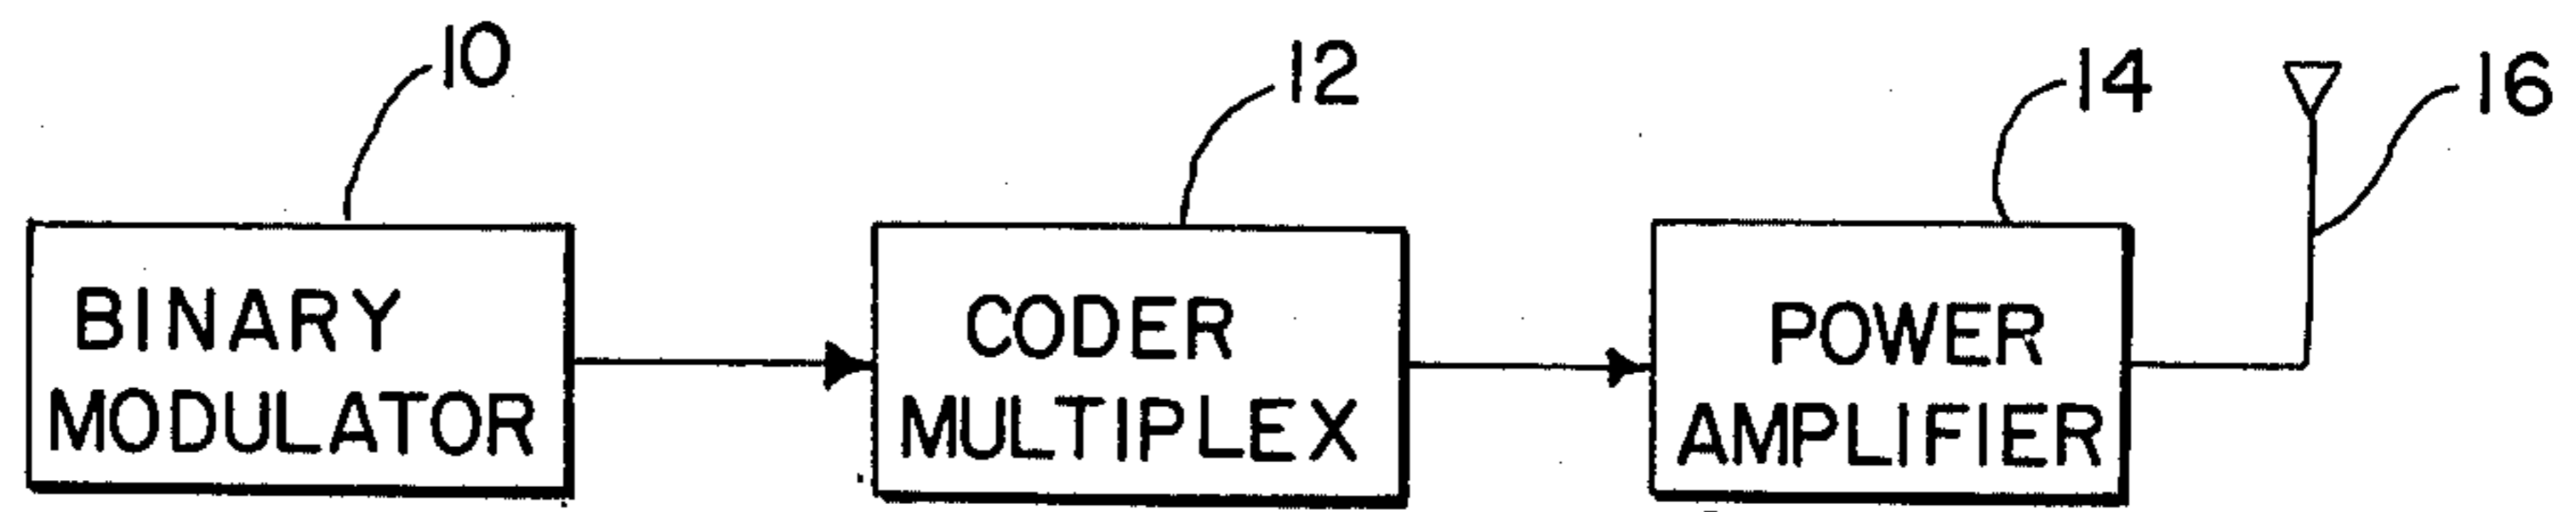 10
12
14
16
BINARY
MODULATOR
CODER
MULTIPLEX
POWER
AMPLIFIER